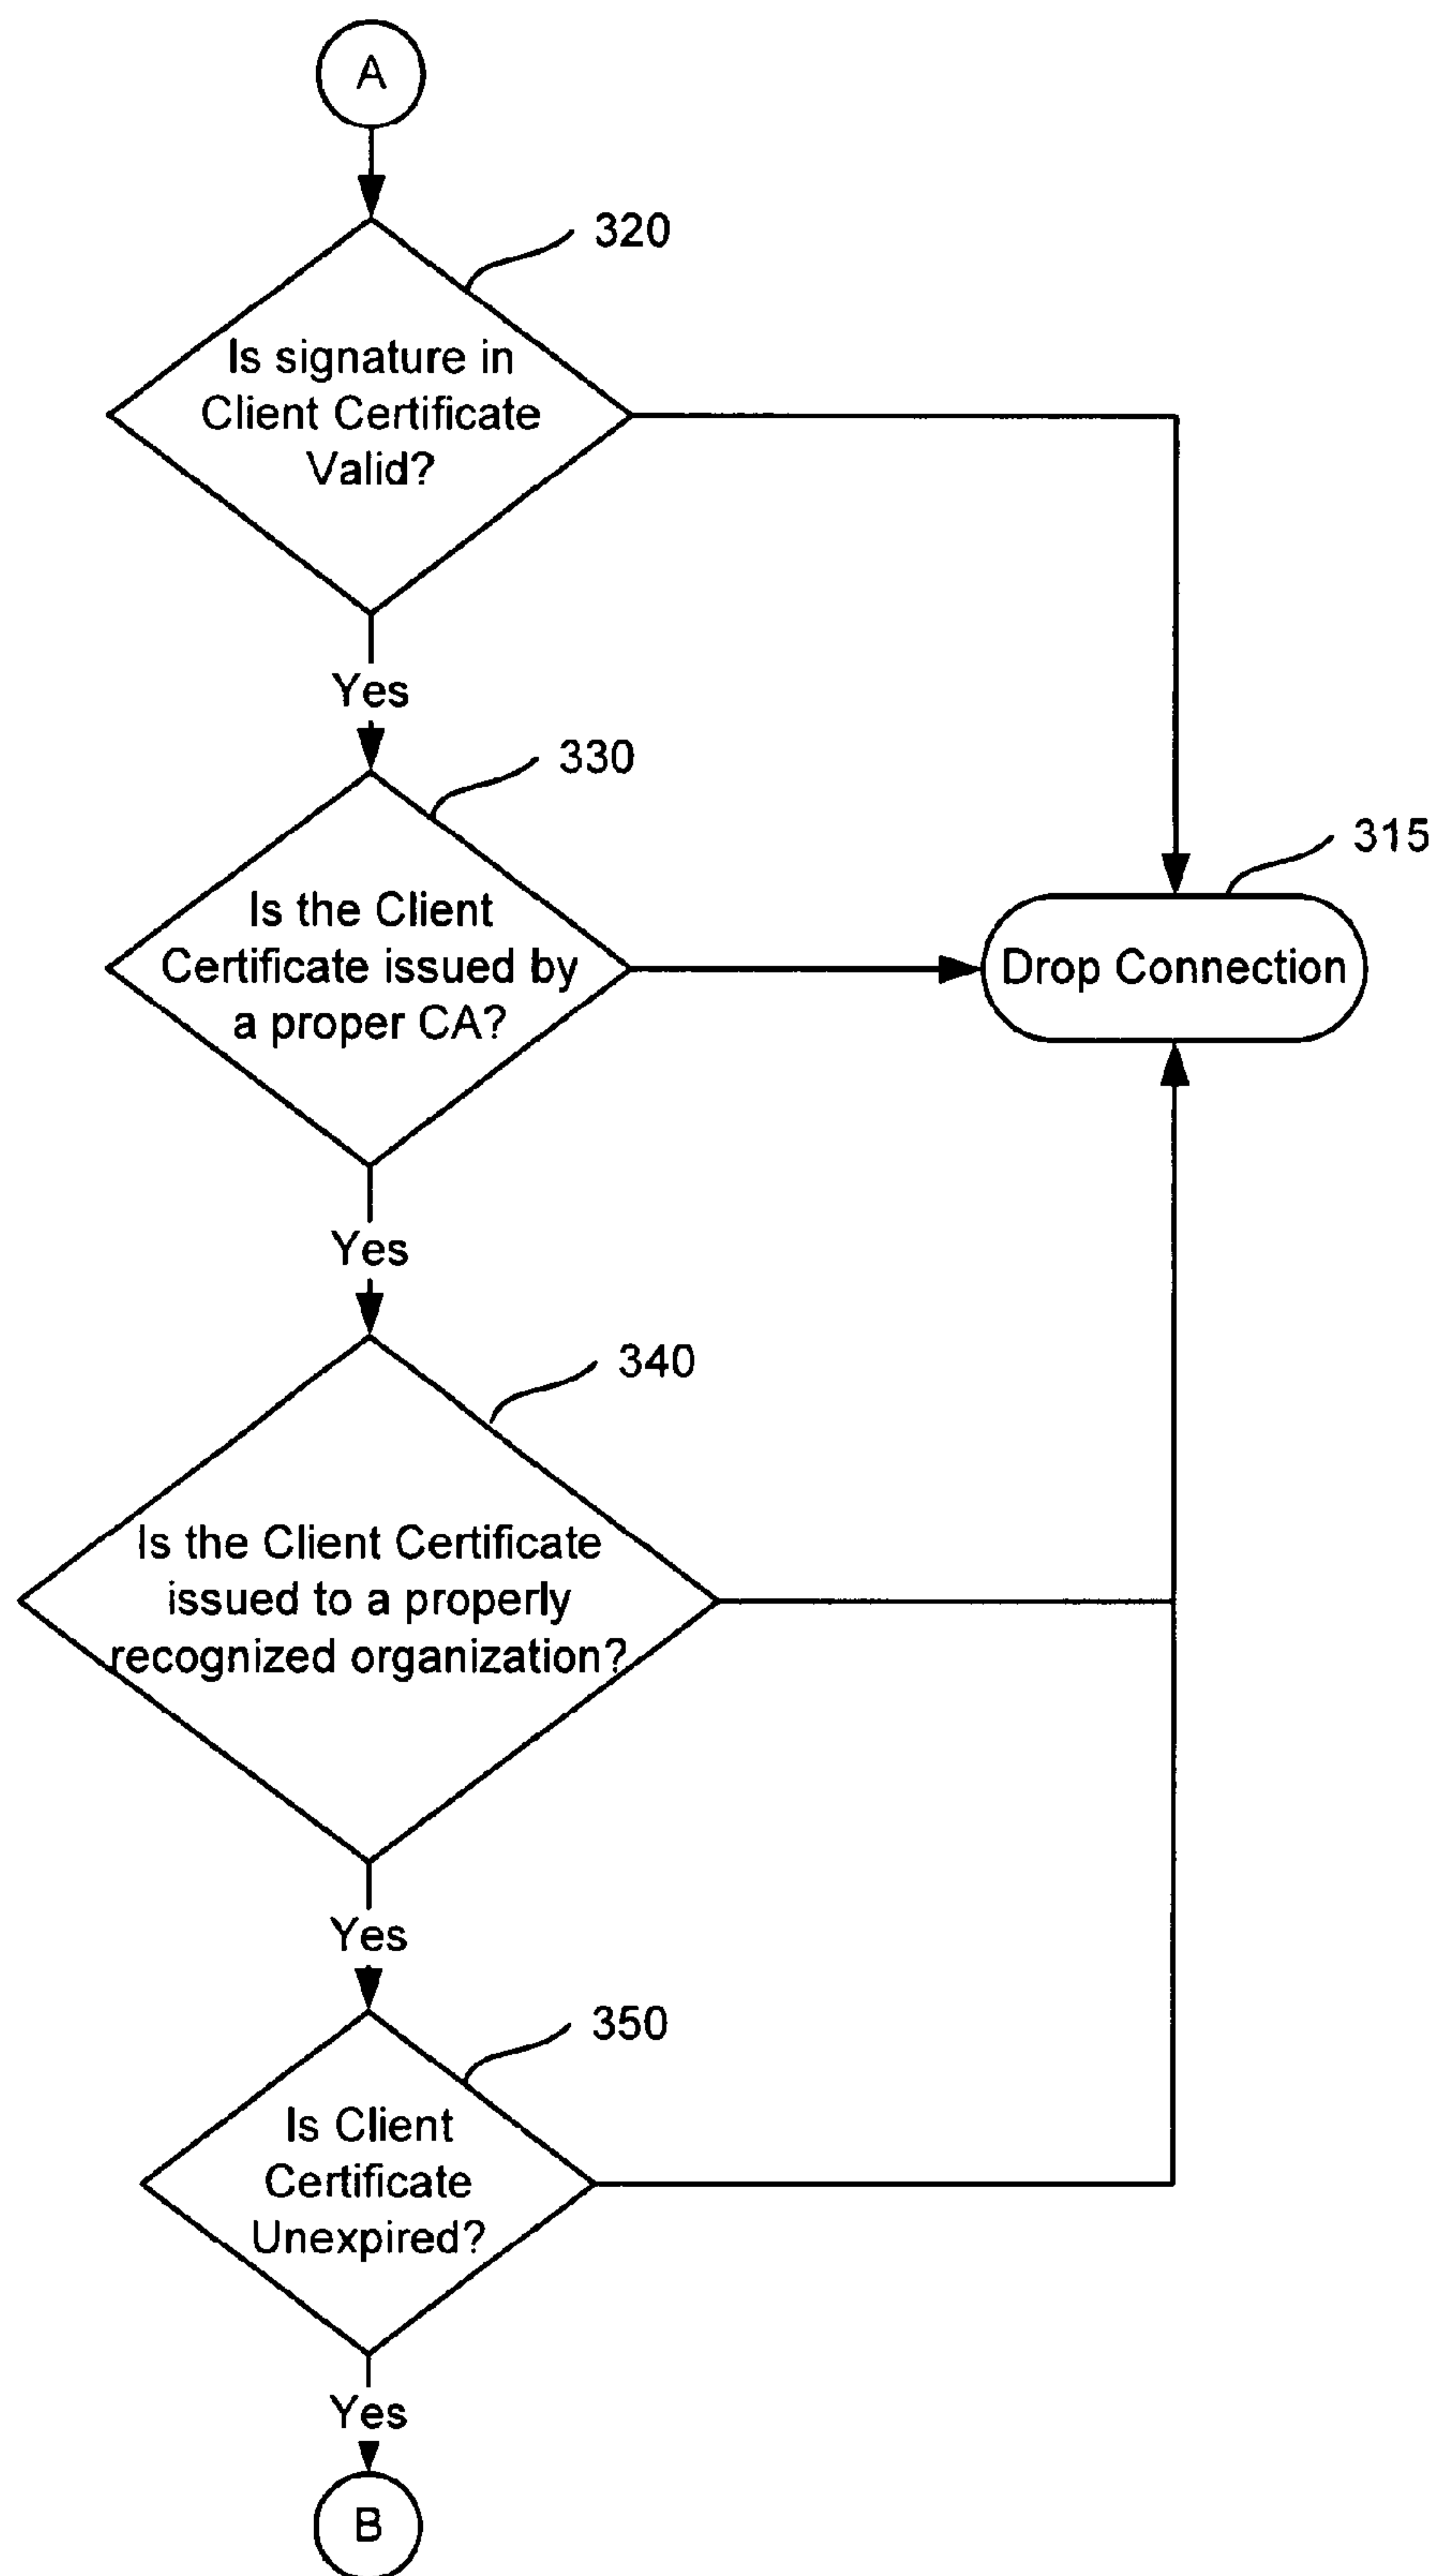 A
320
Is signature in
Client Certificate
Valid?
Yes
330
315
Is the Client
Certificate issued by
a proper CA?
Drop Connection
Yes
340
Is the Client Certificate
issued to a properly
recognized organization?
Yes
350
Is Client
Certificate
Unexpired?
Yes
B